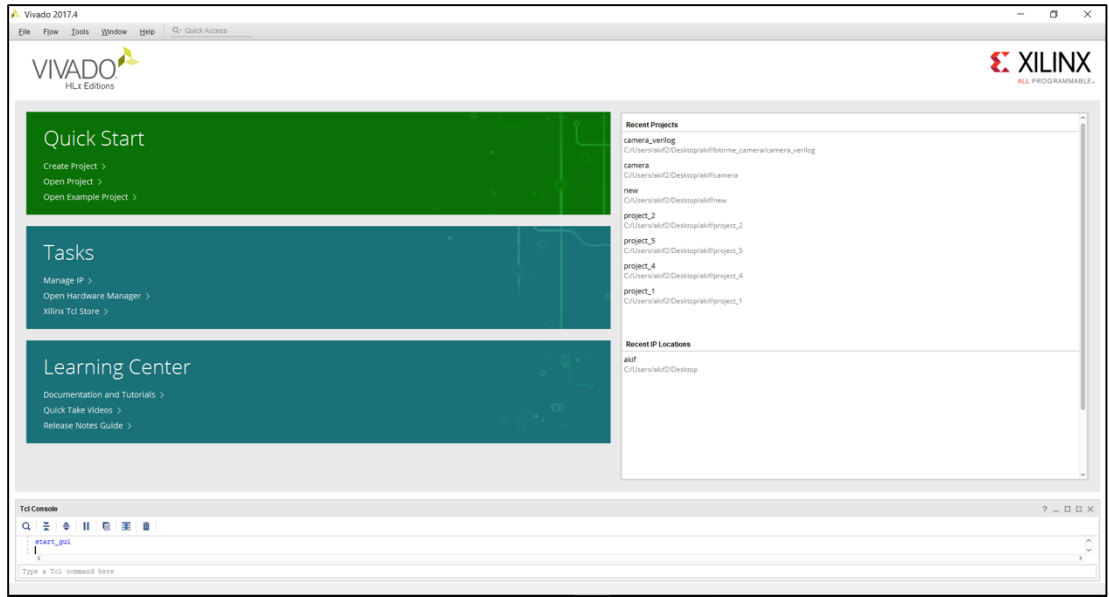 Vivado 2017.4
File Flow Tools Window Help Quick Access
VIVADO
HLx Editions
XILINX
ALL PROGRAMMABLE.
Quick Start
Create Project >
Open Project >
Open Example Project >
Tasks
Manage IP >
Open Hardware Manager >
Xilinx Tcl Store >
Learning Center
Documentation and Tutorials >
Quick Take Videos >
Release Notes Guide >
Recent Projects
camera_verilog
C:/Users/akif2/Desktop/akif/bitirme_camera/camera_verilog
camera
C:/Users/akif2/Desktop/akif/camera
new
C:/Users/akif2/Desktop/akif/new
project_2
C:/Users/akif2/Desktop/akif/project_2
project_5
C:/Users/akif2/Desktop/akif/project_5
project_4
C:/Users/akif2/Desktop/akif/project_4
project_1
C:/Users/akif2/Desktop/akif/project_1
Recent IP Locations
akif
C:/Users/akif2/Desktop
Tcl Console
start_gui
Type a Tcl command here